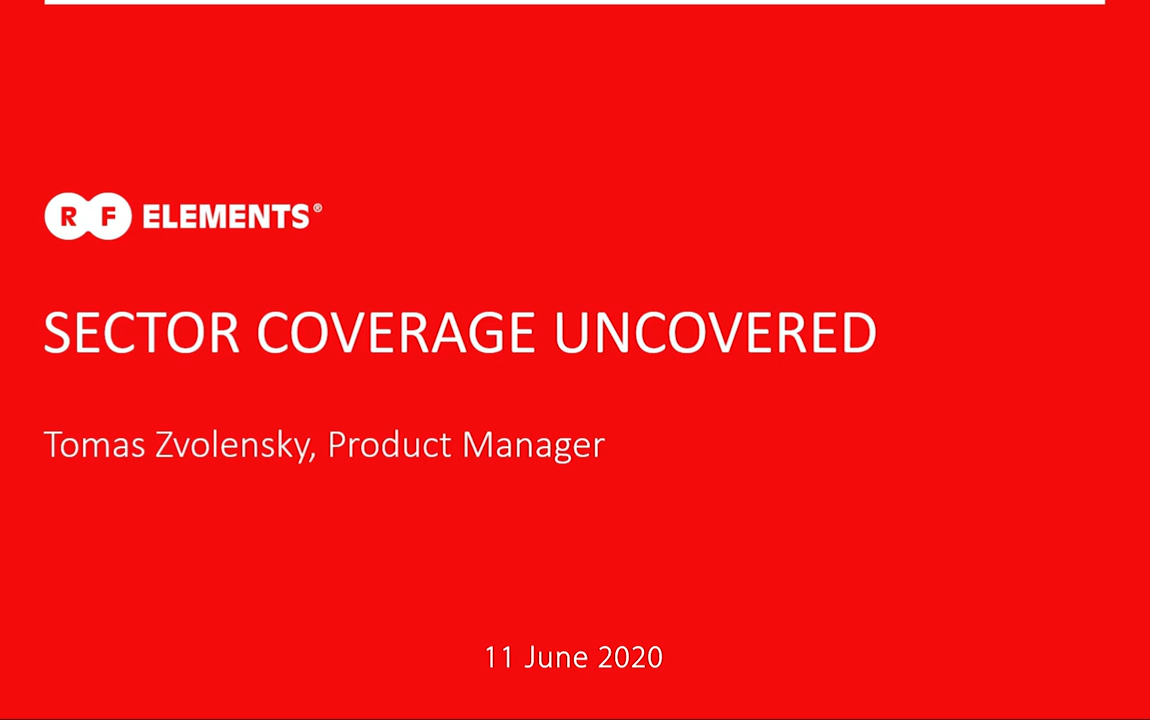 RF ELEMENTS®
SECTOR COVERAGE UNCOVERED
Tomas Zvolensky, Product Manager
11 June 2020